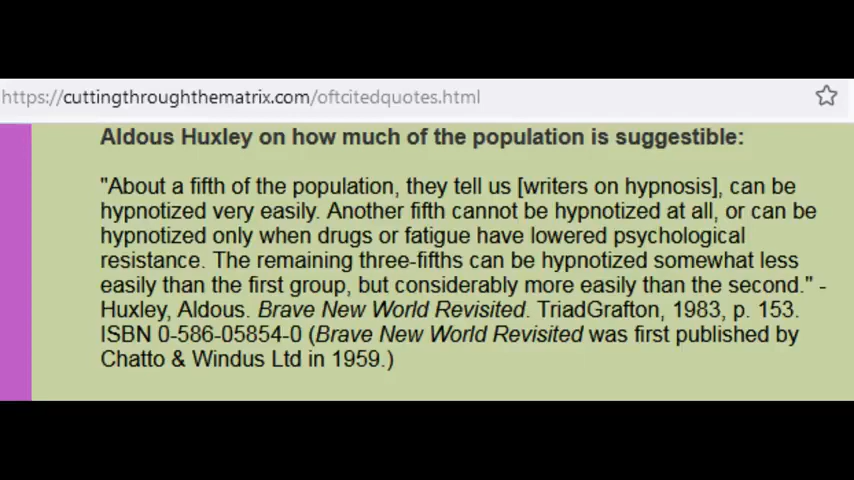 https://cuttingthroughthematrix.com/oftcitedquotes.html
Aldous Huxley on how much of the population is suggestible:
"About a fifth of the population, they tell us [writers on hypnosis], can be
hypnotized very easily. Another fifth cannot be hypnotized at all, or can be
hypnotized only when drugs or fatigue have lowered psychological
resistance. The remaining three-fifths can be hypnotized somewhat less
easily than the first group, but considerably more easily than the second." -
Huxley, Aldous. Brave New World Revisited. TriadGrafton, 1983, p. 153.
ISBN 0-586-05854-0 (Brave New World Revisited was first published by
Chatto & Windus Ltd in 1959.)